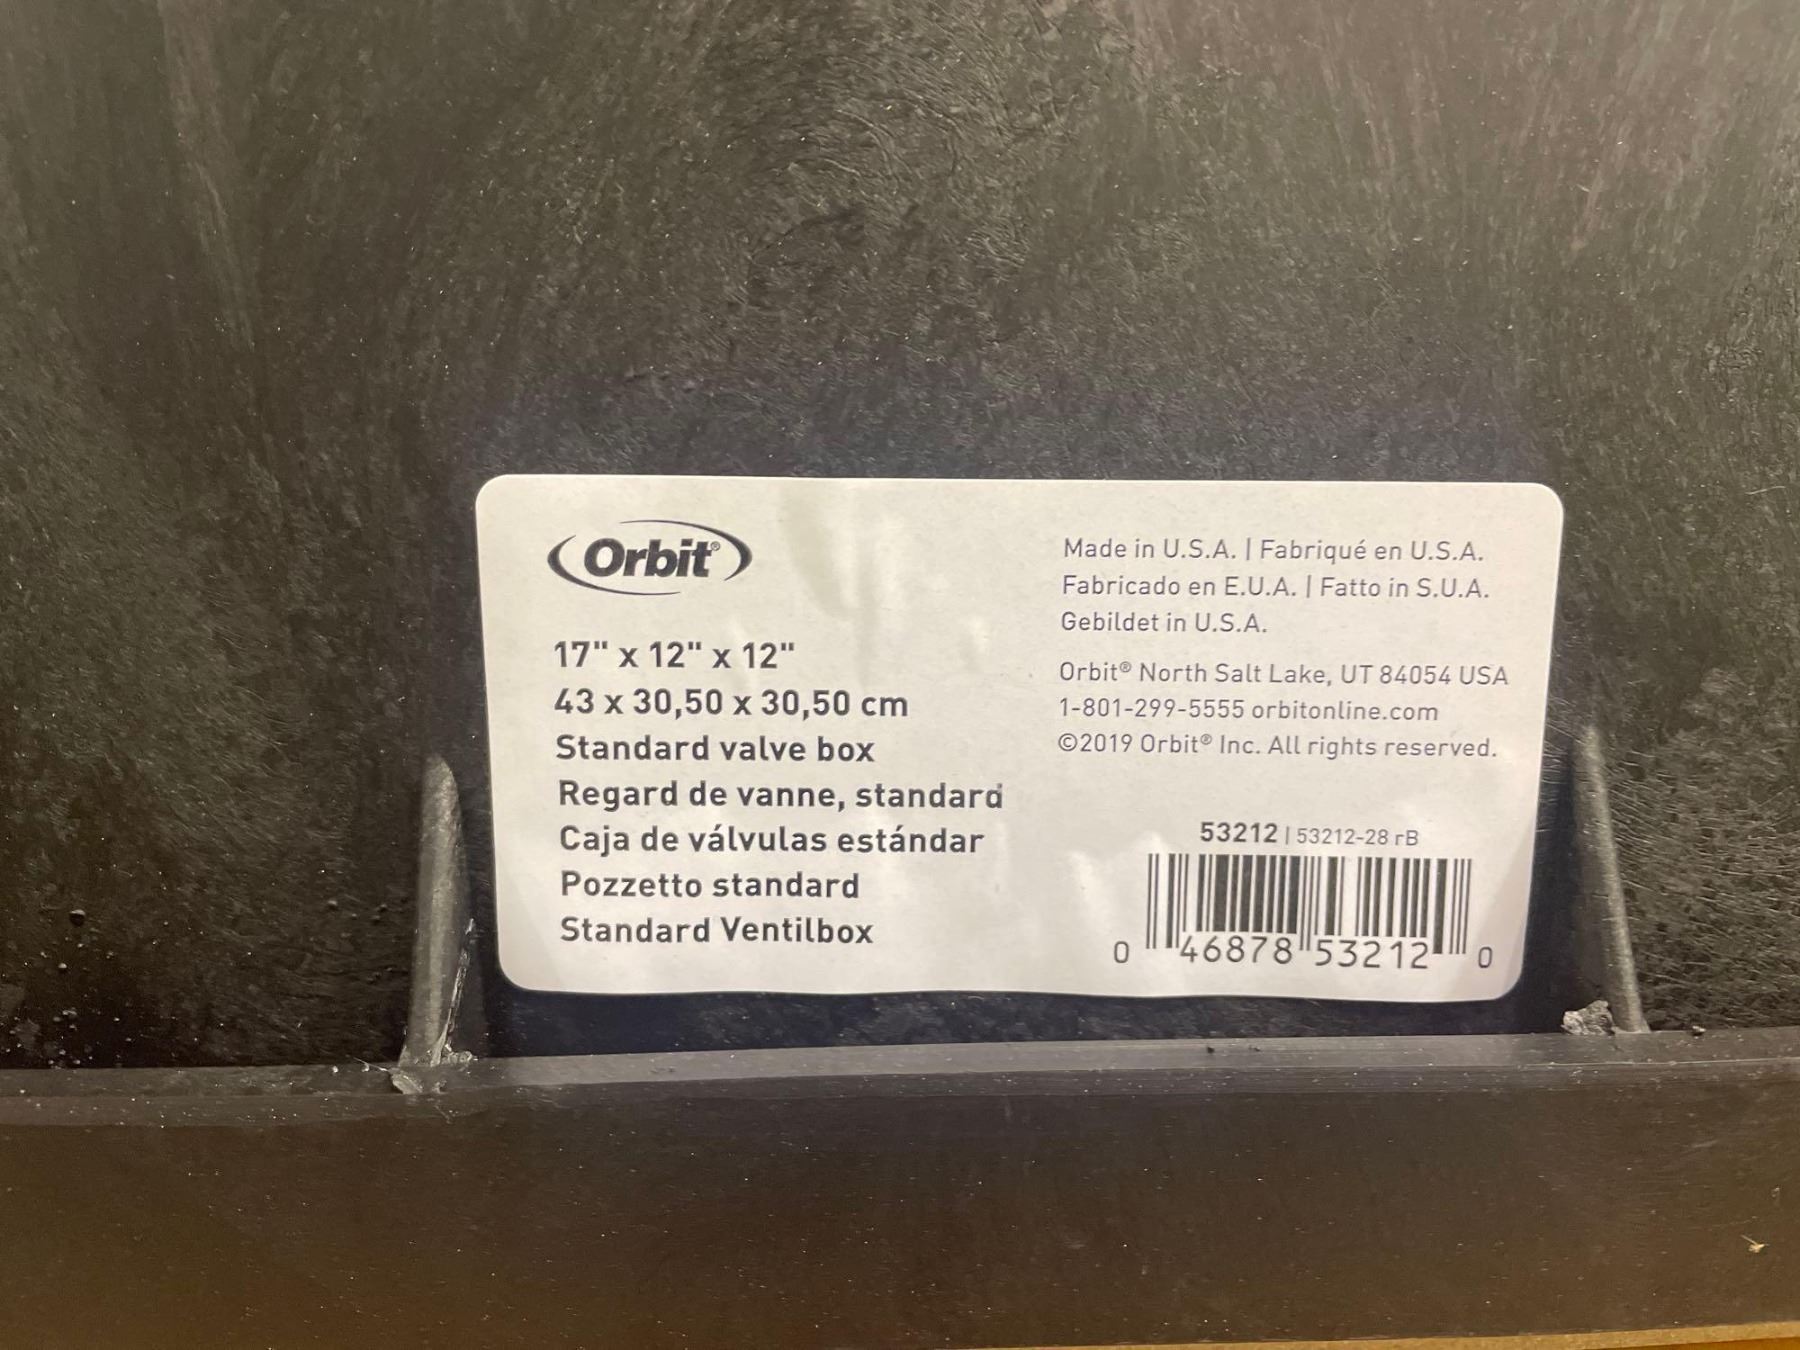 Orbit®
17" x 12" x 12"
43 x 30,50 x 30,50 cm
Standard valve box
Regard de vanne, standard
Caja de válvulas estándar
Pozzetto standard
Standard Ventilbox
Made in U.S.A. | Fabriqué en U.S.A.
Fabricado en E.U.A. | Fatto in S.U.A.
Gebildet in U.S.A.
Orbit® North Salt Lake, UT 84054 USA
1-801-299-5555 orbitonline.com
©2019 Orbit® Inc. All rights reserved.
53212 | 53212-28 rB
0 46878 53212 0